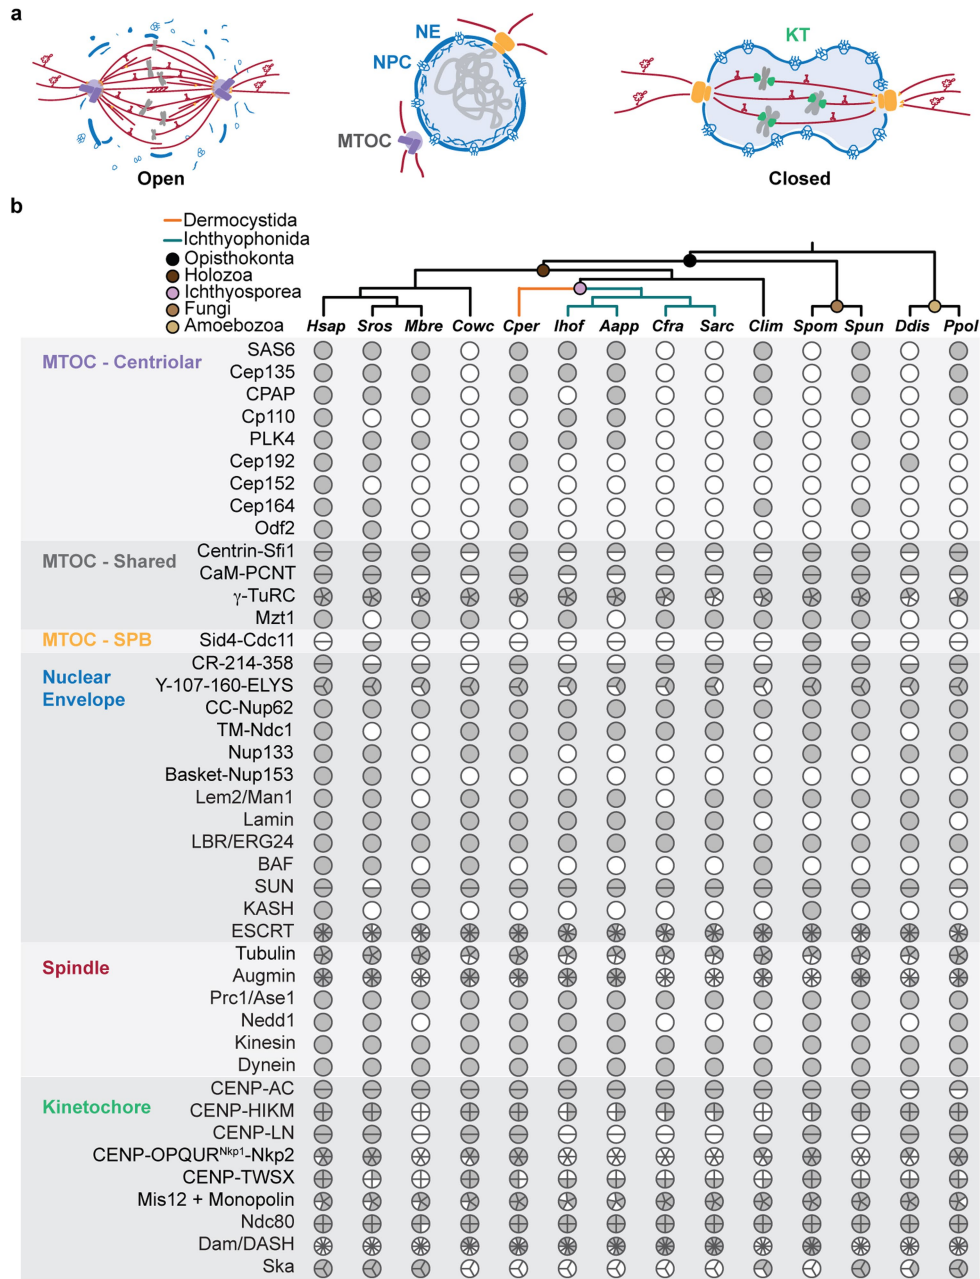 a
NE
NPC
MTOC
KT
Open
Closed
b
Dermocystida
Ichthyophonida
Opisthokonta
Holozoa
Ichthyosporea
Fungi
Amoebozoa
Hsap Sros Mbre Cowc Cper Ihof Aapp Cfra Sarc Clim Spom Spun Ddis Ppol
MTOC - Centriolar
SAS6
Cep135
CPAP
Cp110
PLK4
Cep192
Cep152
Cep164
Odf2
MTOC - Shared
Centrin-Sfi1
CaM-PCNT
γ-TuRC
Mzt1
MTOC - SPB
Sid4-Cdc11
Nuclear
Envelope
CR-214-358
Y-107-160-ELYS
CC-Nup62
TM-Ndc1
Nup133
Basket-Nup153
Lem2/Man1
Lamin
LBR/ERG24
BAF
SUN
KASH
ESCRT
Spindle
Tubulin
Augmin
Prc1/Ase1
Nedd1
Kinesin
Dynein
Kinetochore
CENP-AC
CENP-HIKM
CENP-LN
CENP-OPQUR^Nkp1-Nkp2
CENP-TWSX
Mis12 + Monopolin
Ndc80
Dam/DASH
Ska